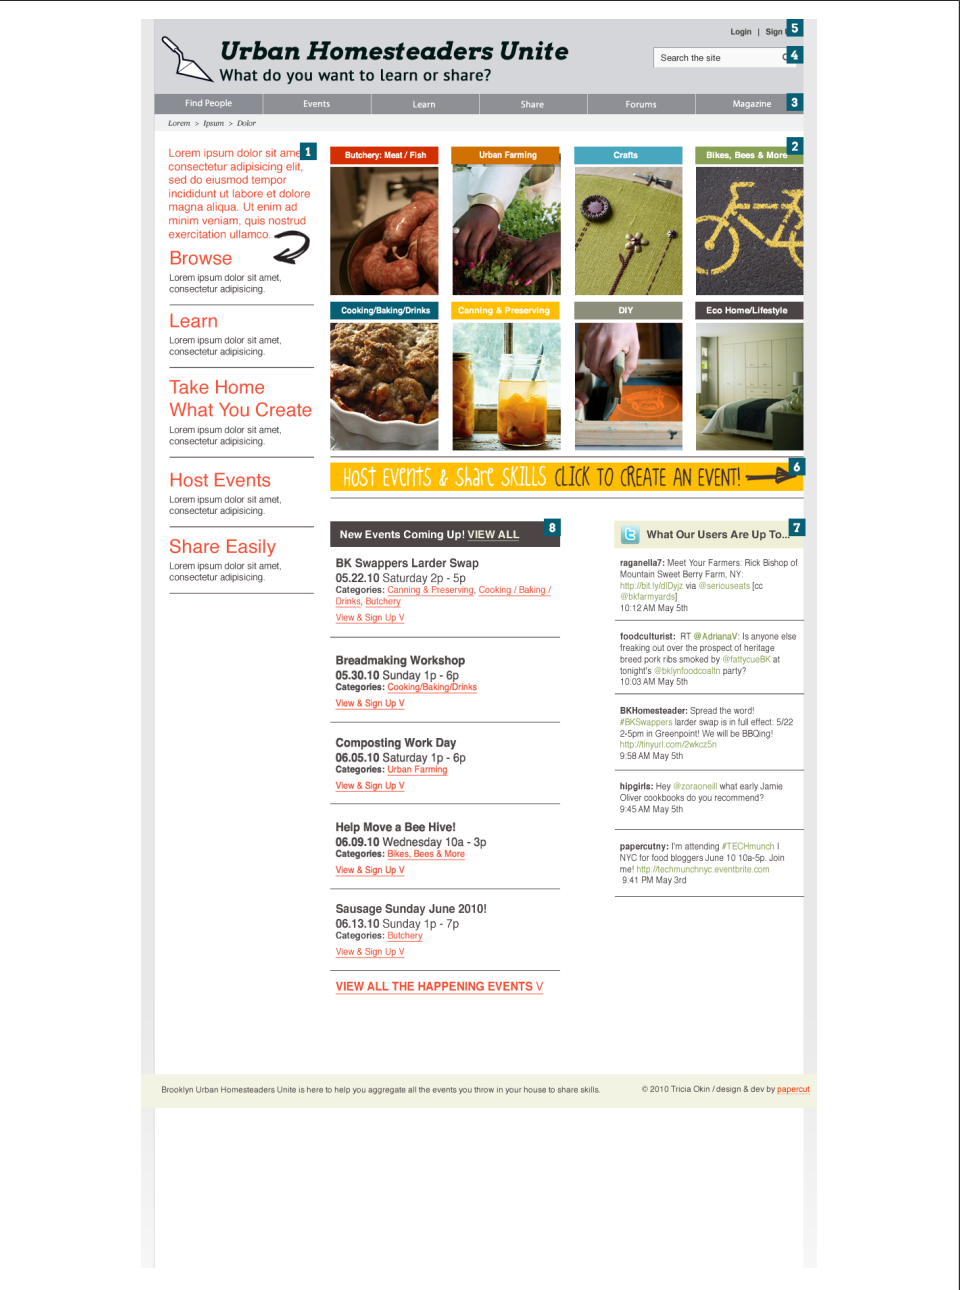 Login | Sign
5
Urban Homesteaders Unite
What do you want to learn or share?
Search the site
4
Find People Events Learn Share Forums Magazine
3
Lorem > Ipsum > Dolor
1
Lorem ipsum dolor sit ame
consectetur adipisicing elit,
sed do eiusmod tempor
incididunt ut labore et dolore
magna aliqua. Ut enim ad
minim veniam, quis nostrud
exercitation ullamco.
Browse
Lorem ipsum dolor sit amet,
consectetur adipisicing.
Learn
Lorem ipsum dolor sit amet,
consectetur adipisicing.
Take Home
What You Create
Lorem ipsum dolor sit amet,
consectetur adipisicing.
Host Events
Lorem ipsum dolor sit amet,
consectetur adipisicing.
Share Easily
Lorem ipsum dolor sit amet,
consectetur adipisicing.
2
Butchery: Meat / Fish Urban Farming Crafts Bikes, Bees & More
Cooking/Baking/Drinks Canning & Preserving DIY Eco Home/Lifestyle
HOST EVENTS & SHARE SKILLS CLICK TO CREATE AN EVENT!
6
New Events Coming Up! VIEW ALL
8
BK Swappers Larder Swap
05.22.10 Saturday 2p - 5p
Categories: Canning & Preserving, Cooking / Baking /
Drinks, Butchery
View & Sign Up V
Breadmaking Workshop
05.30.10 Sunday 1p - 6p
Categories: Cooking/Baking/Drinks
View & Sign Up V
Composting Work Day
06.05.10 Saturday 1p - 6p
Categories: Urban Farming
View & Sign Up V
Help Move a Bee Hive!
06.09.10 Wednesday 10a - 3p
Categories: Bikes, Bees & More
View & Sign Up V
Sausage Sunday June 2010!
06.13.10 Sunday 1p - 7p
Categories: Butchery
View & Sign Up V
VIEW ALL THE HAPPENING EVENTS V
What Our Users Are Up To...
7
raganella7: Meet Your Farmers: Rick Bishop of
Mountain Sweet Berry Farm, NY:
http://bit.ly/dlDyjz via @seriouseats [cc
@bkfarmyards]
10:12 AM May 5th
foodculturist: RT @AdrianaV: Is anyone else
freaking out over the prospect of heritage
breed pork ribs smoked by @fattycueBK at
tonight's @bklynfoodcoaltn party?
10:03 AM May 5th
BKHomesteader: Spread the word!
#BKSwappers larder swap is in full effect: 5/22
2-5pm in Greenpoint! We will be BBQing!
http://tinyurl.com/2wkcz5n
9:58 AM May 5th
hipgirls: Hey @zoraoneill what early Jamie
Oliver cookbooks do you recommend?
9:45 AM May 5th
papercutny: I'm attending #TECHmunch I
NYC for food bloggers June 10 10a-5p. Join
me! http://techmunchnyc.eventbrite.com
9:41 PM May 3rd
Brooklyn Urban Homesteaders Unite is here to help you aggregate all the events you throw in your house to share skills. © 2010 Tricia Okin / design & dev by papercut